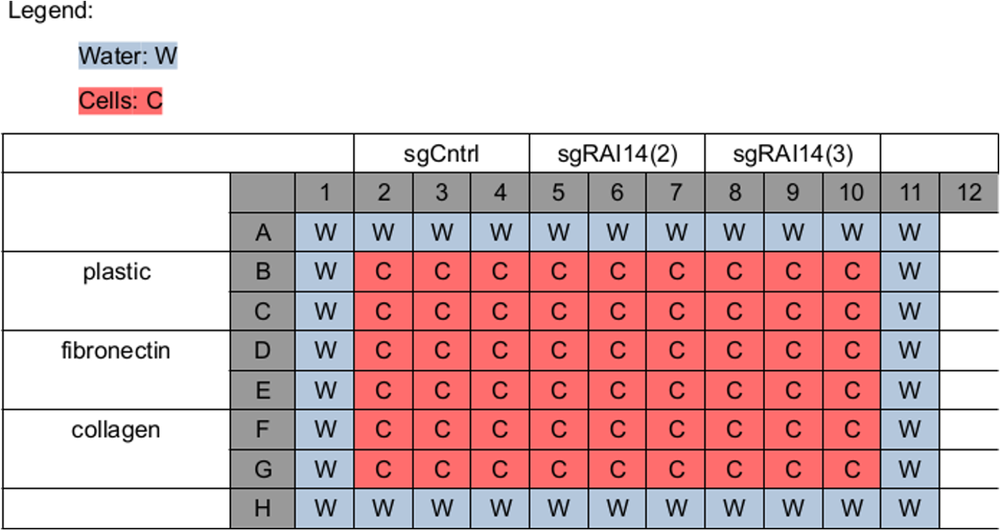 Legend:
Water: W
Cells: C
sgCntrl sgRAI14(2) sgRAI14(3)
1 2 3 4 5 6 7 8 9 10 11 12
A W W W W W W W W W W W
plastic B W C C C C C C C C C W
C W C C C C C C C C C W
fibronectin D W C C C C C C C C C W
E W C C C C C C C C C W
collagen F W C C C C C C C C C W
G W C C C C C C C C C W
H W W W W W W W W W W W